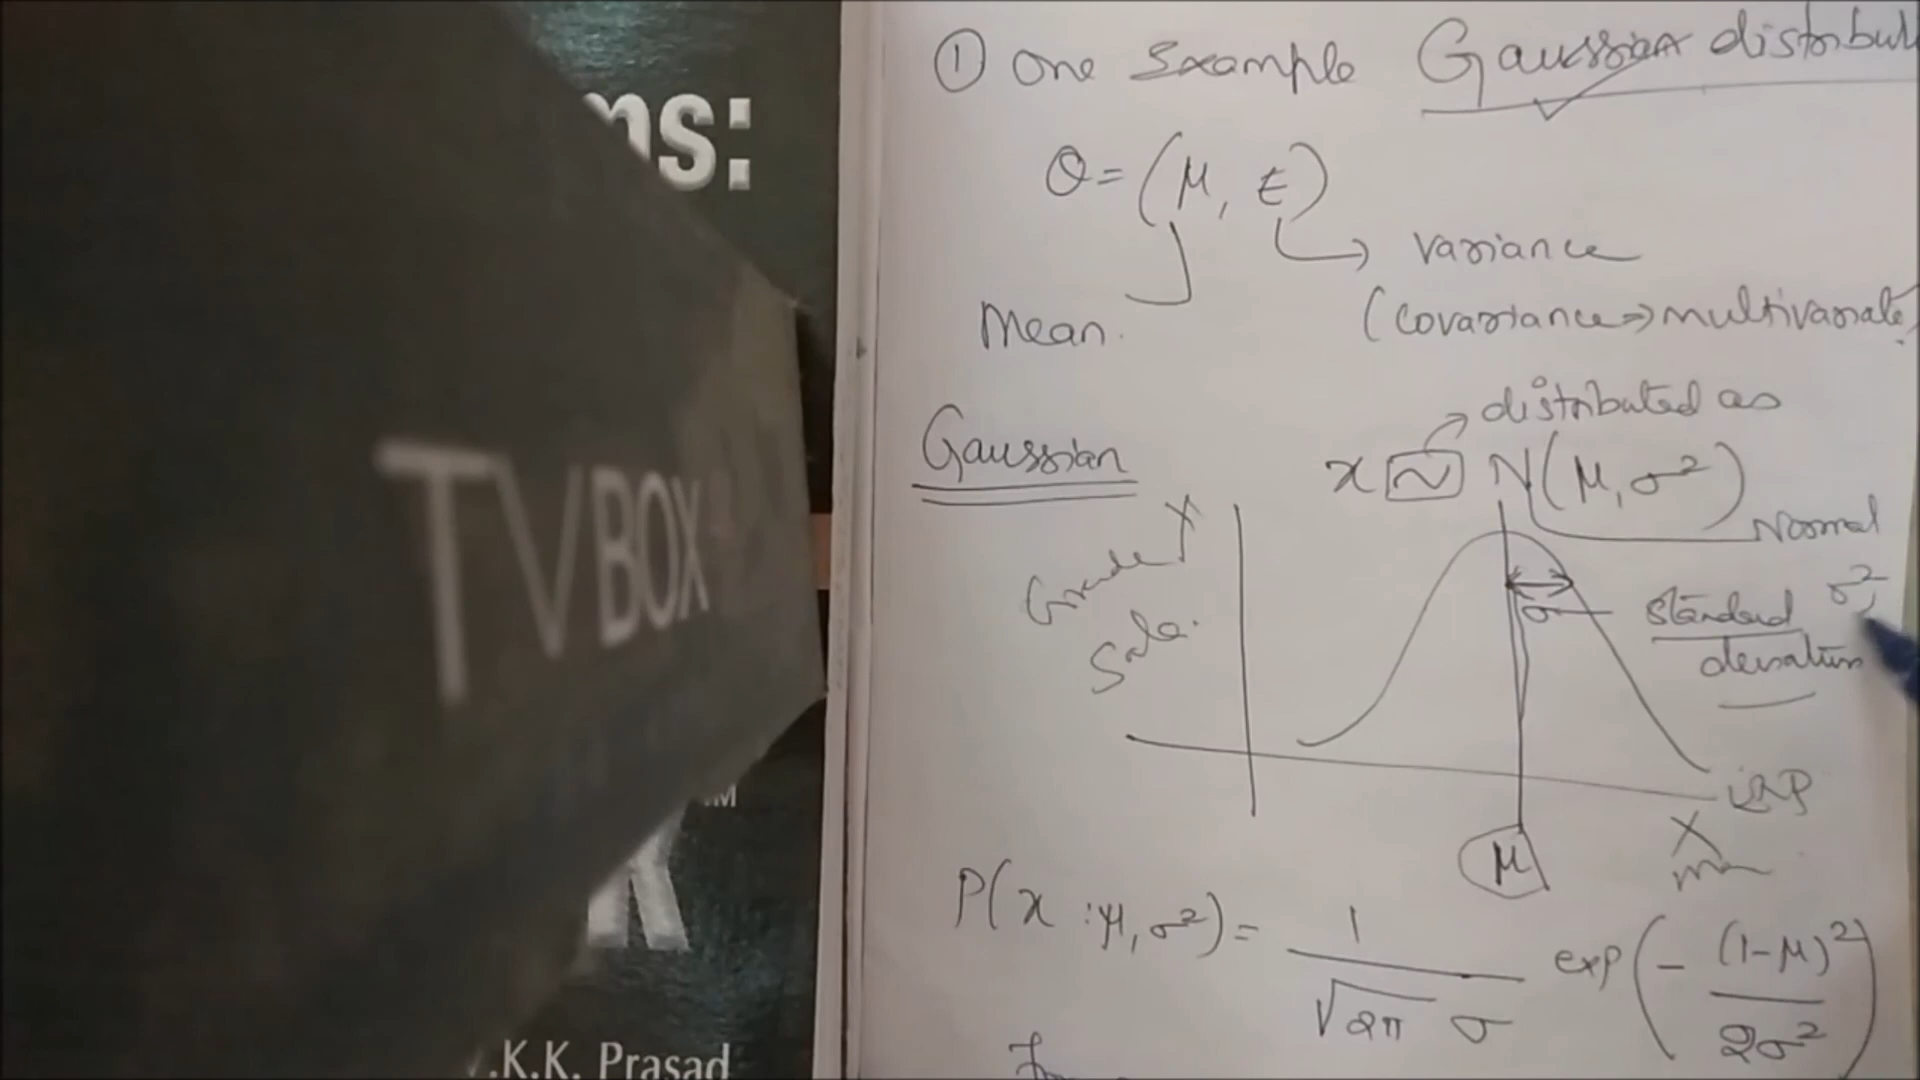 ns:
TVBOX
.K.K. Prasad
① One Example Gaussian distribut
θ = (μ, Σ)
Variance
Mean.
(Covariance ⇒ multivariate)
distributed as
Gaussian
x ~ N(μ, σ²)
Normal
Grade X
Sale.
σ
Standard σ²
deviation
X
μ
P(x : μ, σ²) = 1 / √2π σ exp(- (1-μ)² / 2σ²)